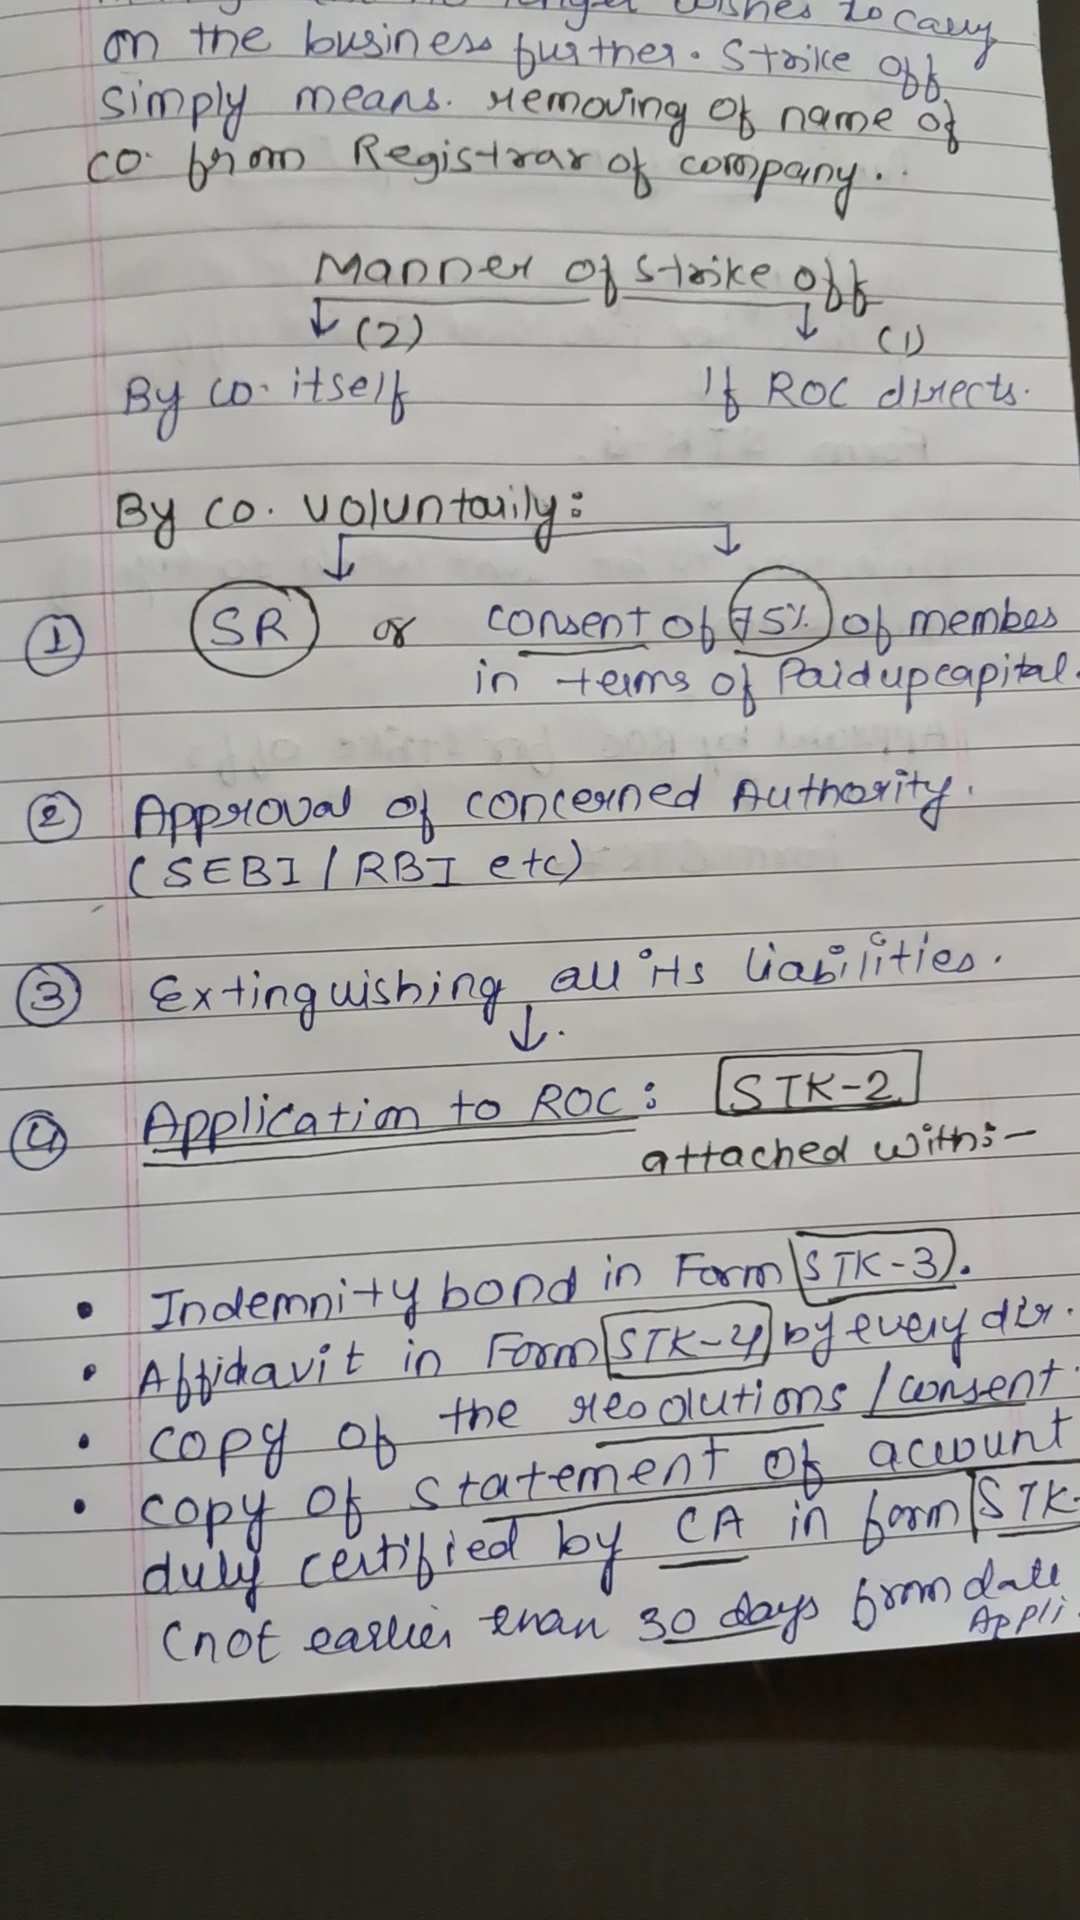 longer wishes to carry
on the business further. Strike off
simply means. removing of name of
co. from Registrar of company.
Manner of strike off
(2) (1)
By co. itself If ROC directs.
By co. voluntarily:
① SR or consent of 75% of membes
in terms of Paidupcapital.
② Approval of concerned Authority.
(SEBI / RBI etc)
③ Extinguishing all its liabilities.
④ Application to ROC: STK-2
attached with:-
• Indemnity bond in Form STK-3.
• Affidavit in Form STK-4 by every dir.
• copy of the resolutions / consent
• copy of statement of account
duly certified by CA in form STK-
(not earlier than 30 days from date
Appli